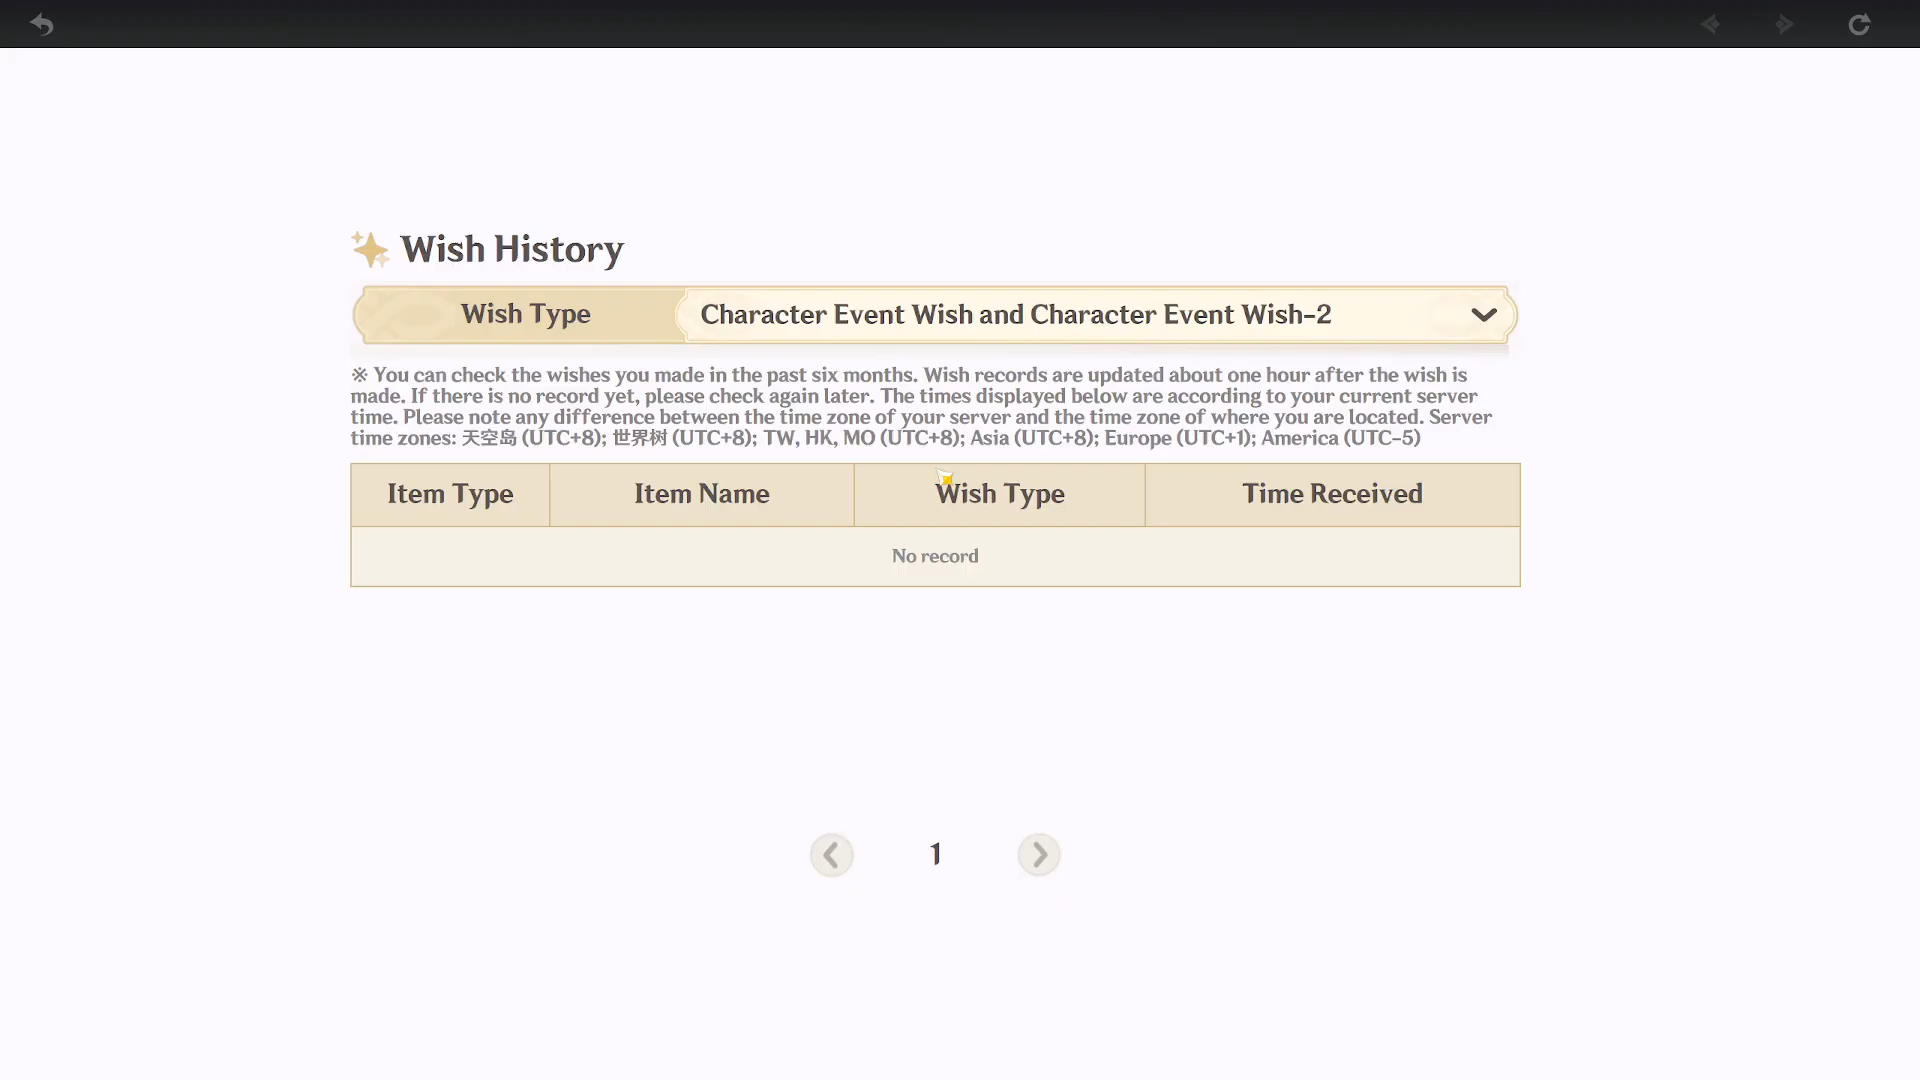 Wish History
Wish Type
Character Event Wish and Character Event Wish-2
※ You can check the wishes you made in the past six months. Wish records are updated about one hour after the wish is
made. If there is no record yet, please check again later. The times displayed below are according to your current server
time. Please note any difference between the time zone of your server and the time zone of where you are located. Server
time zones: 天空岛 (UTC+8); 世界树 (UTC+8); TW, HK, MO (UTC+8); Asia (UTC+8); Europe (UTC+1); America (UTC-5)
Item Type
Item Name
Wish Type
Time Received
No record
1